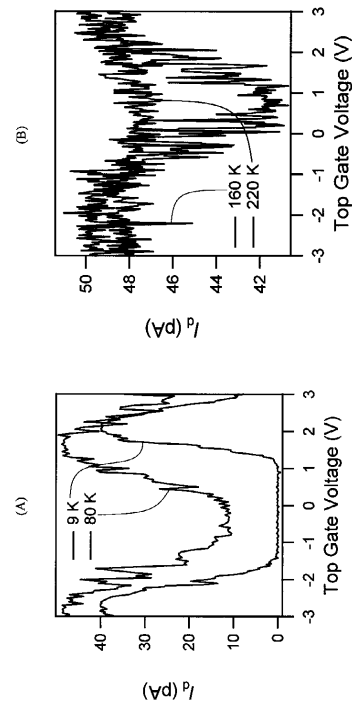 (A)
I_d (pA)
40
30
20
10
0
9 K
80 K
-3 -2 -1 0 1 2 3
Top Gate Voltage (V)
(B)
I_d (pA)
50
48
46
44
42
160 K
220 K
-3 -2 -1 0 1 2 3
Top Gate Voltage (V)